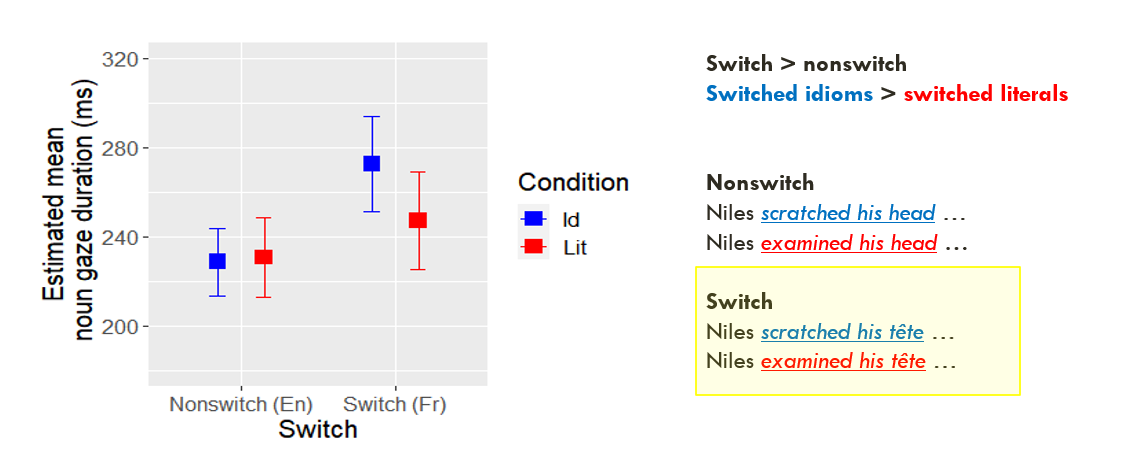 320
280
240
200
Estimated mean
noun gaze duration (ms)
Nonswitch (En)
Switch (Fr)
Switch
Condition
Id
Lit
Switch > nonswitch
Switched idioms > switched literals
Nonswitch
Niles scratched his head …
Niles examined his head …
Switch
Niles scratched his tête …
Niles examined his tête …